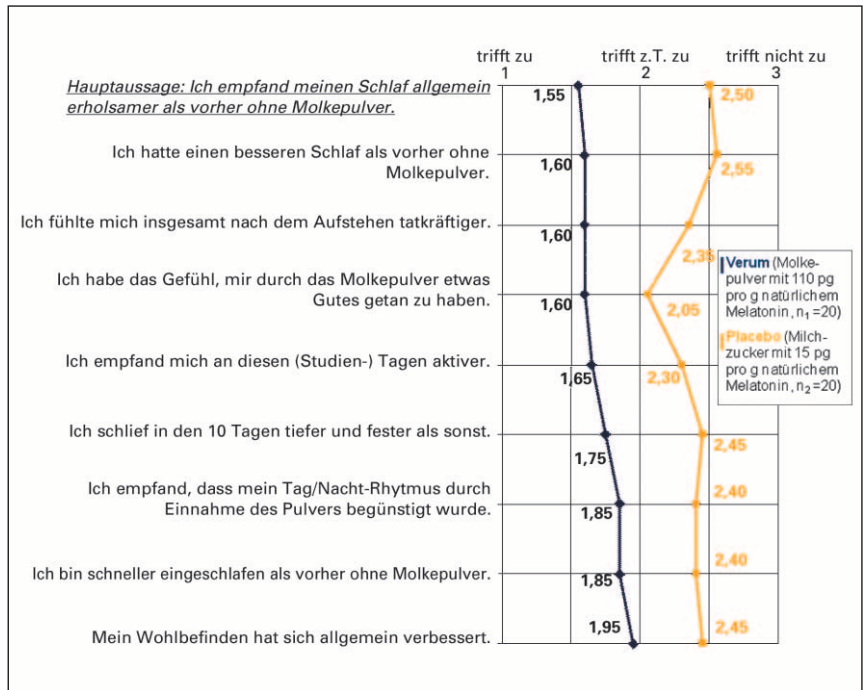 trifft zu trifft z.T. zu trifft nicht zu
1 2 3
Hauptaussage: Ich empfand meinen Schlaf allgemein
erholsamer als vorher ohne Molkepulver.
1,55 2,50
Ich hatte einen besseren Schlaf als vorher ohne
Molkepulver.
1,60 2,55
Ich fühlte mich insgesamt nach dem Aufstehen tatkräftiger.
1,60 2,35
Ich habe das Gefühl, mir durch das Molkepulver etwas
Gutes getan zu haben.
1,60 2,05
Ich empfand mich an diesen (Studien-) Tagen aktiver.
1,65 2,30
Ich schlief in den 10 Tagen tiefer und fester als sonst.
1,75 2,45
Ich empfand, dass mein Tag/Nacht-Rhytmus durch
Einnahme des Pulvers begünstigt wurde.
1,85 2,40
Ich bin schneller eingeschlafen als vorher ohne Molkepulver.
1,85 2,40
Mein Wohlbefinden hat sich allgemein verbessert.
1,95 2,45
Verum (Molke-
pulver mit 110 pg
pro g natürlichem
Melatonin, n₁=20)
Placebo (Milch-
zucker mit 15 pg
pro g natürlichem
Melatonin, n₂=20)